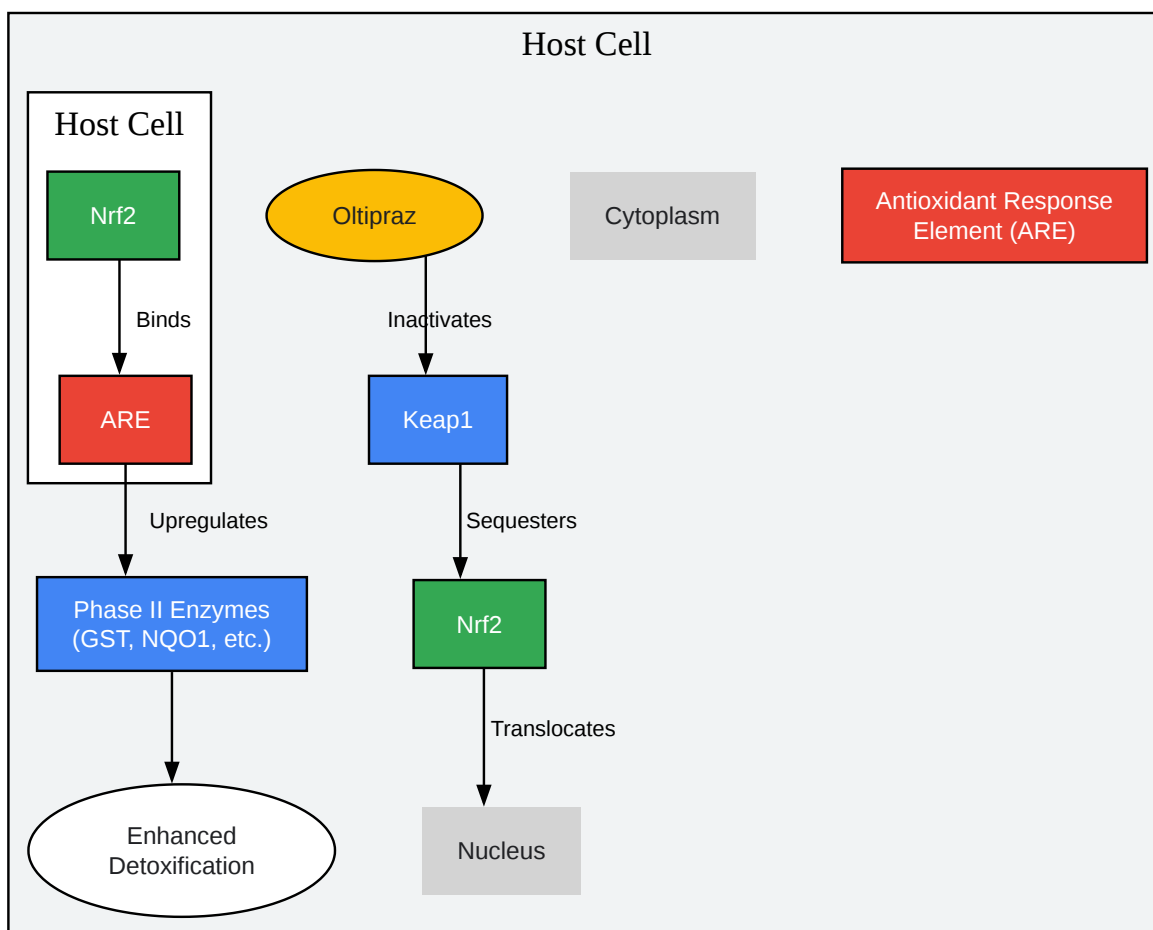 Host Cell
Host Cell
Nrf2
Oltipraz
Cytoplasm
Antioxidant Response
Element (ARE)
Binds
Inactivates
ARE
Keap1
Upregulates
Sequesters
Phase II Enzymes
(GST, NQO1, etc.)
Nrf2
Translocates
Enhanced
Detoxification
Nucleus